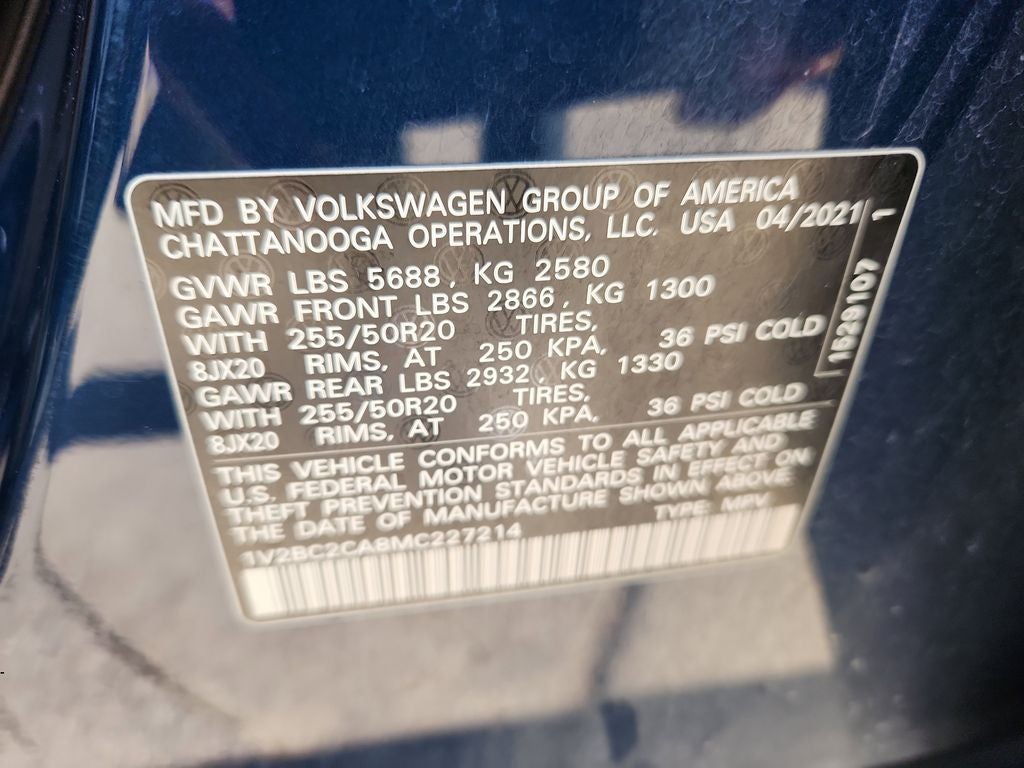 MFD BY VOLKSWAGEN GROUP OF AMERICA
CHATTANOOGA OPERATIONS, LLC. USA 04/2021
GVWR LBS 5688, KG 2580
GAWR FRONT LBS 2866, KG 1300
WITH 255/50R20 TIRES,
8JX20 RIMS, AT 250 KPA, 36 PSI COLD
GAWR REAR LBS 2932, KG 1330
WITH 255/50R20 TIRES,
8JX20 RIMS, AT 250 KPA, 36 PSI COLD
THIS VEHICLE CONFORMS TO ALL APPLICABLE
U.S. FEDERAL MOTOR VEHICLE SAFETY AND
THEFT PREVENTION STANDARDS IN EFFECT ON
THE DATE OF MANUFACTURE SHOWN ABOVE
TYPE: MPV
1V2BC2CA8MC227214
1529107 1